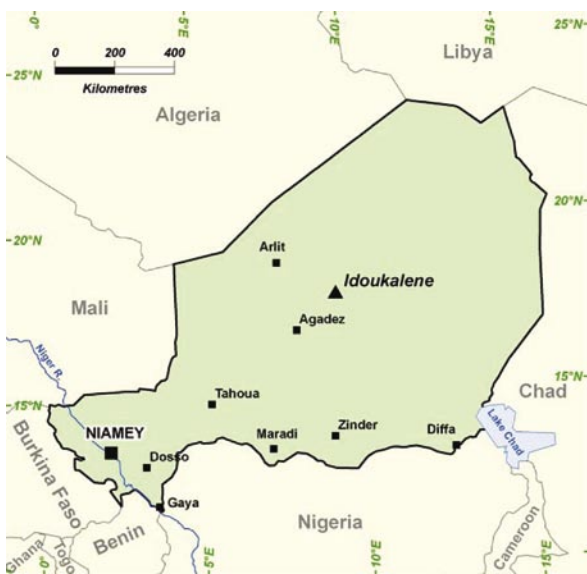 0°
5°E
10°E
15°E
0 200 400
Kilometres
Libya
25°N
25°N
Algeria
20°N
20°N
Arlit
Idoukalene
Mali
Agadez
Niger R.
15°N
Chad
15°N
Tahoua
Lake Chad
NIAMEY
Zinder
Diffa
Maradi
Dosso
Burkina Faso
Gaya
Nigeria
Cameroon
Benin
Ghana
Togo
0°
5°E
10°E
15°E